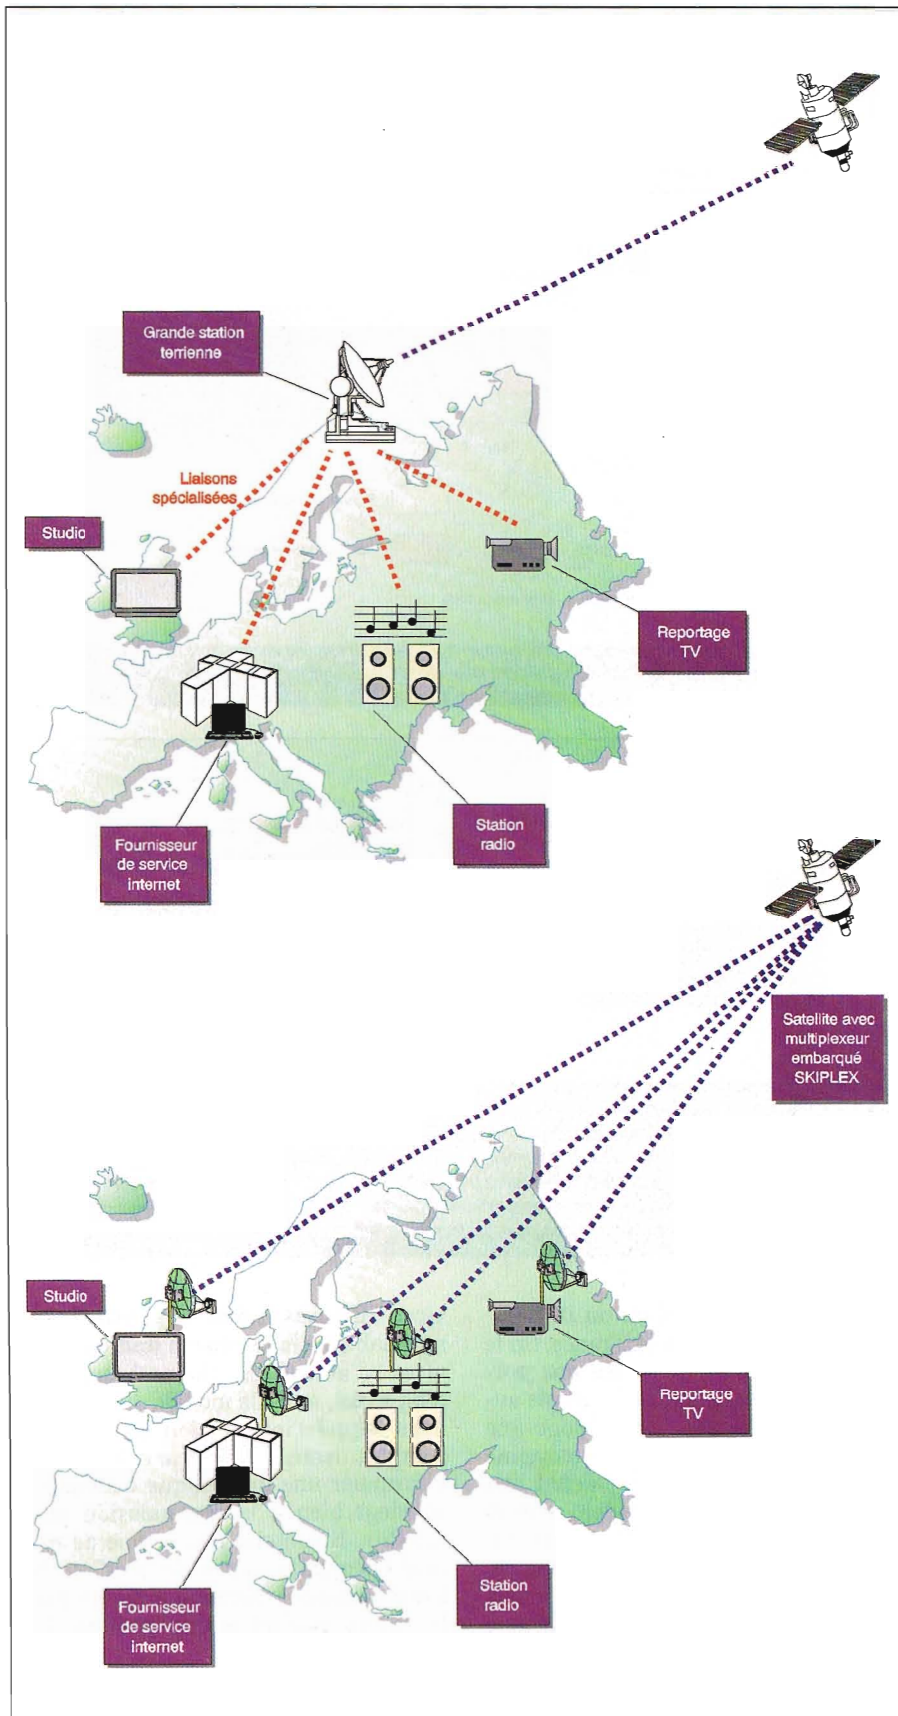 Grande station
terrienne
Liaisons
spécialisées
Studio
Reportage
TV
Station
radio
Fournisseur
de service
internet
Satellite avec
multiplexeur
embarqué
SKIPLEX
Studio
Reportage
TV
Station
radio
Fournisseur
de service
internet